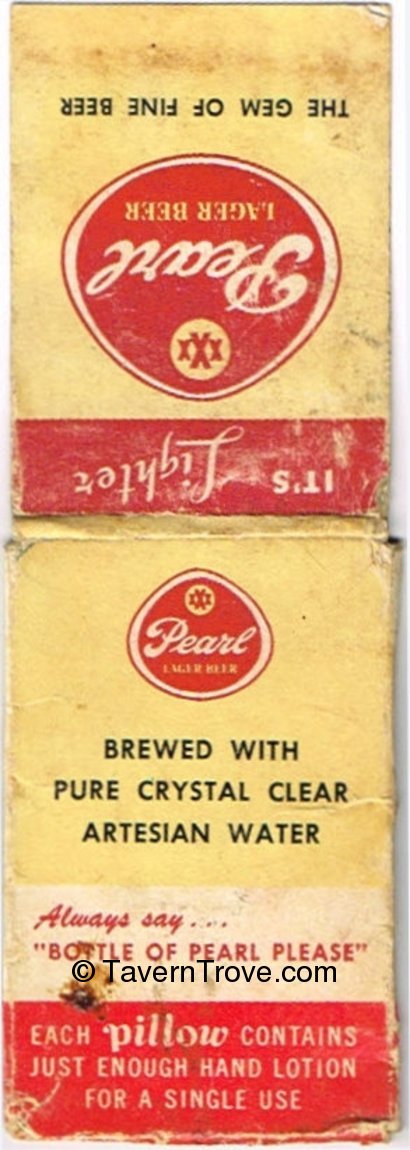 THE GEM OF FINE BEER
LAGER BEER
Pearl
XXX
IT'S Lighter
XXX
Pearl
LAGER BEER
BREWED WITH
PURE CRYSTAL CLEAR
ARTESIAN WATER
Always say....
"BOTTLE OF PEARL PLEASE"
© TavernTrove.com
EACH pillow CONTAINS
JUST ENOUGH HAND LOTION
FOR A SINGLE USE